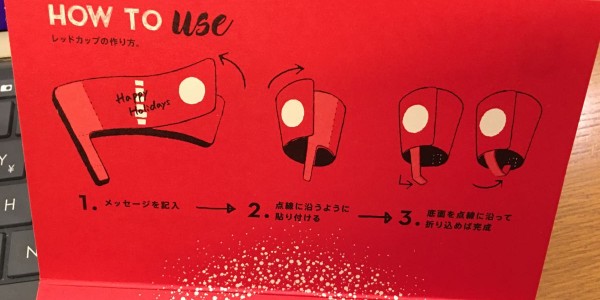 HOW TO use
レッドカップの作り方。
Happy
Holidays
1. メッセージを記入
2. 点線に沿うように
貼り付ける
3. 底面を点線に沿って
折り込めば完成
Y
¥
H
N